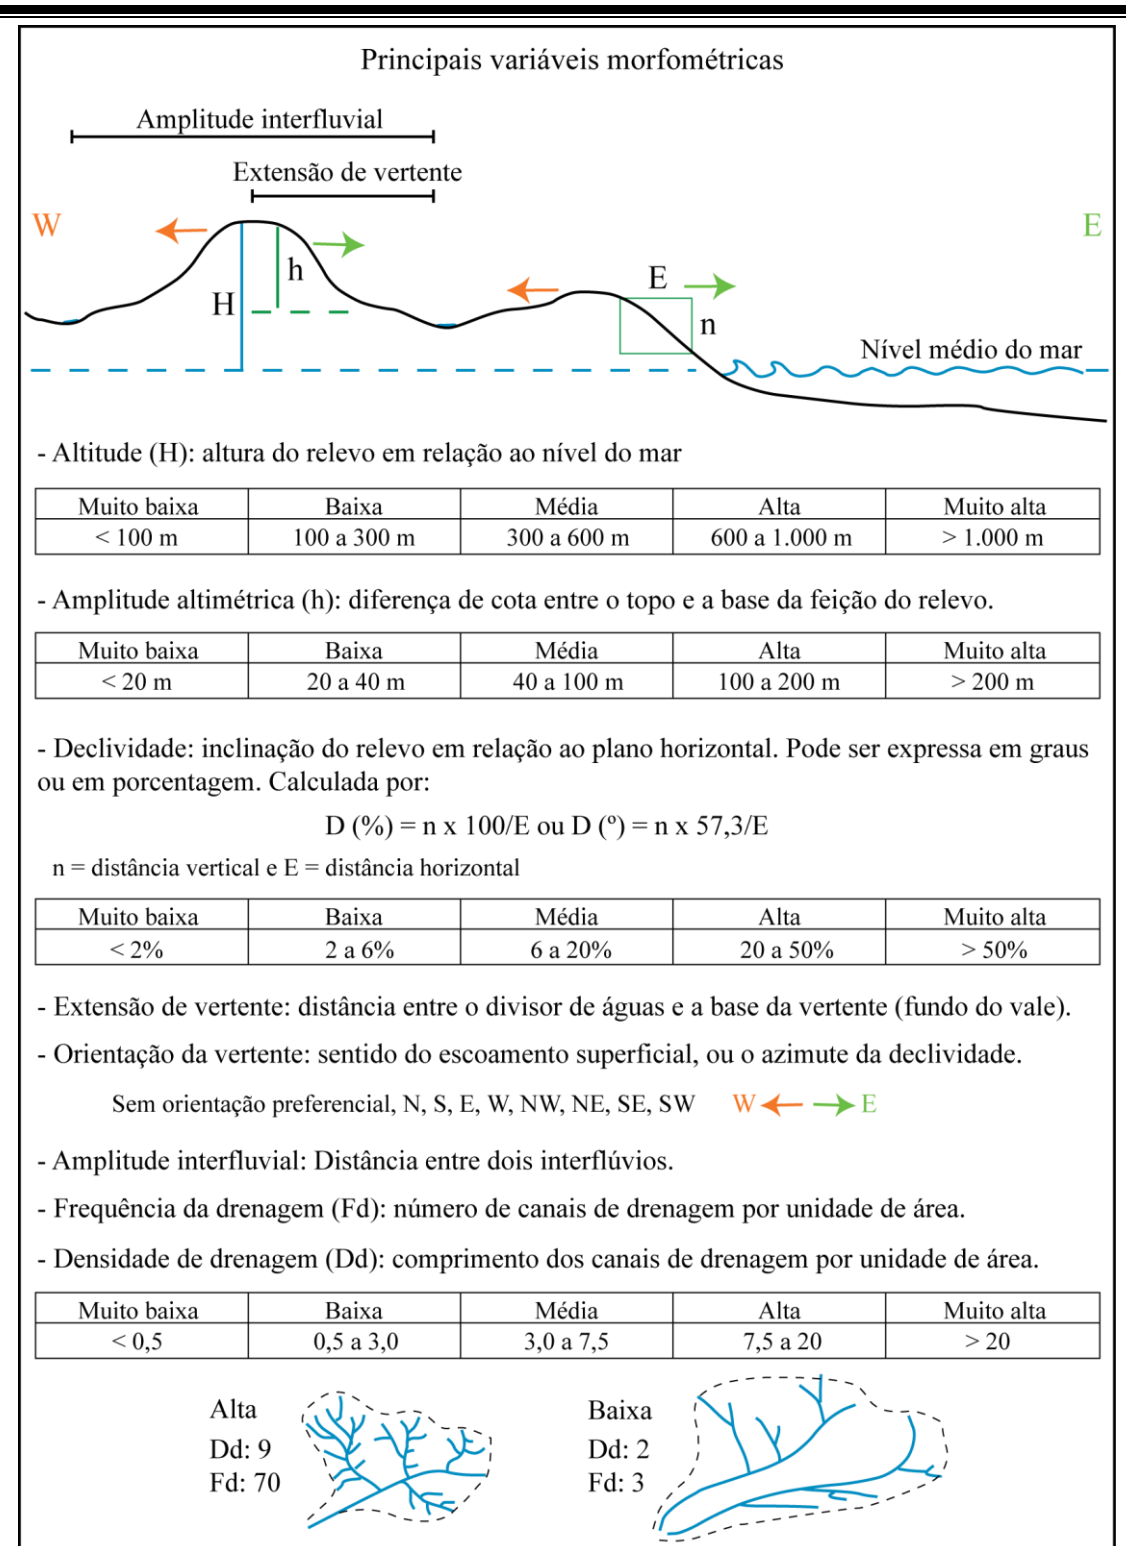 Principais variáveis morfométricas
Amplitude interfluvial
Extensão de vertente
W
E
h
H
E
n
Nível médio do mar
- Altitude (H): altura do relevo em relação ao nível do mar
Muito baixa Baixa Média Alta Muito alta
< 100 m 100 a 300 m 300 a 600 m 600 a 1.000 m > 1.000 m
- Amplitude altimétrica (h): diferença de cota entre o topo e a base da feição do relevo.
Muito baixa Baixa Média Alta Muito alta
< 20 m 20 a 40 m 40 a 100 m 100 a 200 m > 200 m
- Declividade: inclinação do relevo em relação ao plano horizontal. Pode ser expressa em graus
ou em porcentagem. Calculada por:
D (%) = n x 100/E ou D (º) = n x 57,3/E
n = distância vertical e E = distância horizontal
Muito baixa Baixa Média Alta Muito alta
< 2% 2 a 6% 6 a 20% 20 a 50% > 50%
- Extensão de vertente: distância entre o divisor de águas e a base da vertente (fundo do vale).
- Orientação da vertente: sentido do escoamento superficial, ou o azimute da declividade.
Sem orientação preferencial, N, S, E, W, NW, NE, SE, SW W E
- Amplitude interfluvial: Distância entre dois interflúvios.
- Frequência da drenagem (Fd): número de canais de drenagem por unidade de área.
- Densidade de drenagem (Dd): comprimento dos canais de drenagem por unidade de área.
Muito baixa Baixa Média Alta Muito alta
< 0,5 0,5 a 3,0 3,0 a 7,5 7,5 a 20 > 20
Alta
Dd: 9
Fd: 70
Baixa
Dd: 2
Fd: 3